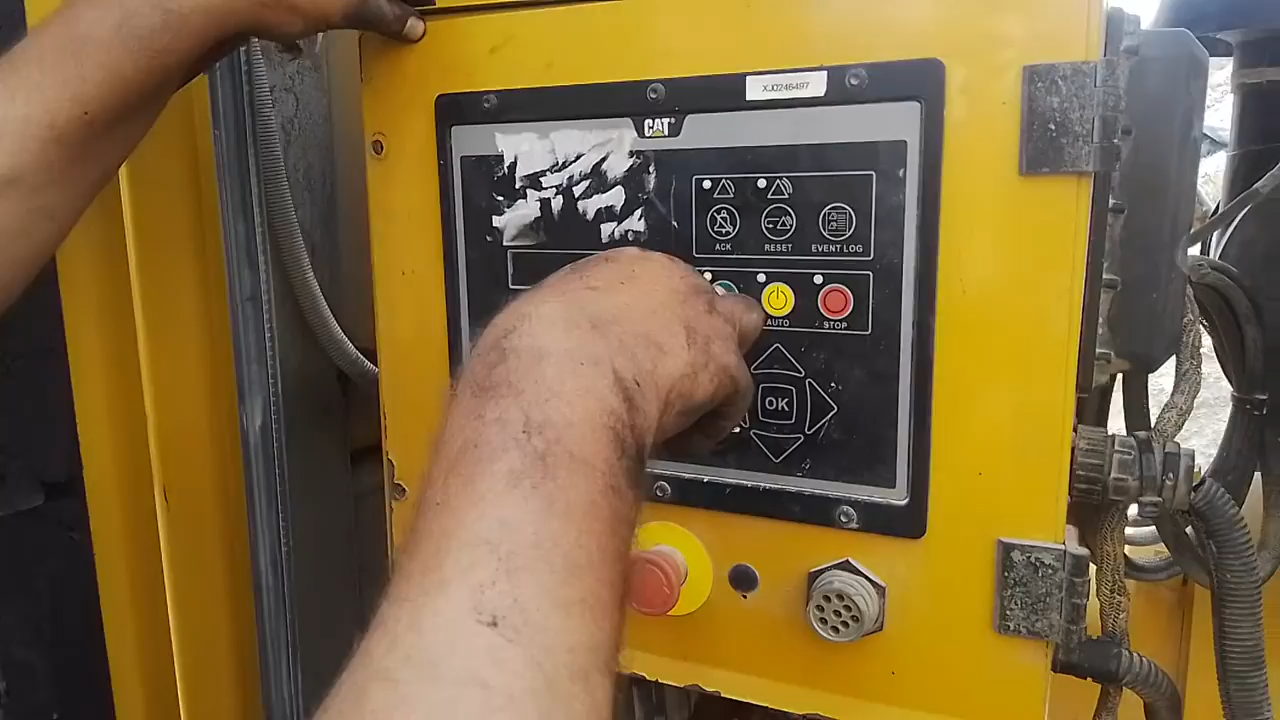 XJ0246497
CAT
ACK RESET EVENT LOG
AUTO STOP
OK